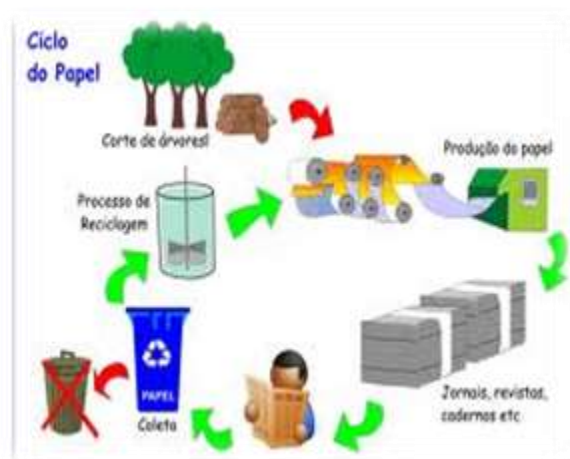 Ciclo
do Papel
Corte de árvores!
Produção do papel
Processo de
Reciclagem
Jornais, revistas,
cadernos etc
PAPEL
Coleta